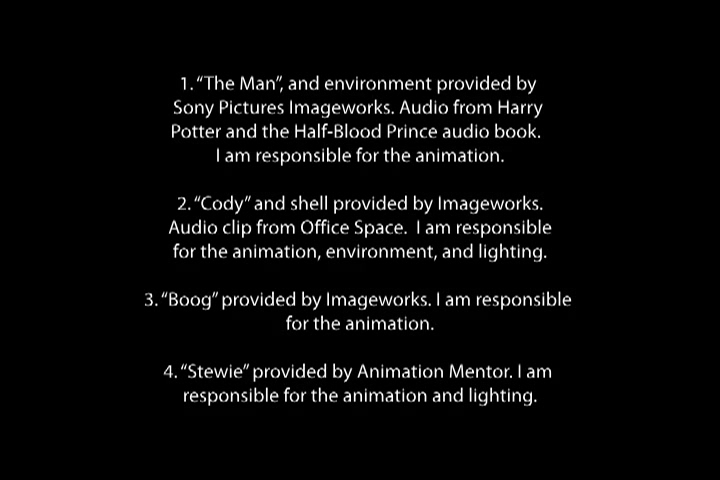 1. “The Man”, and environment provided by
Sony Pictures Imageworks. Audio from Harry
Potter and the Half-Blood Prince audio book.
I am responsible for the animation.
2. “Cody” and shell provided by Imageworks.
Audio clip from Office Space. I am responsible
for the animation, environment, and lighting.
3. “Boog” provided by Imageworks. I am responsible
for the animation.
4. “Stewie” provided by Animation Mentor. I am
responsible for the animation and lighting.